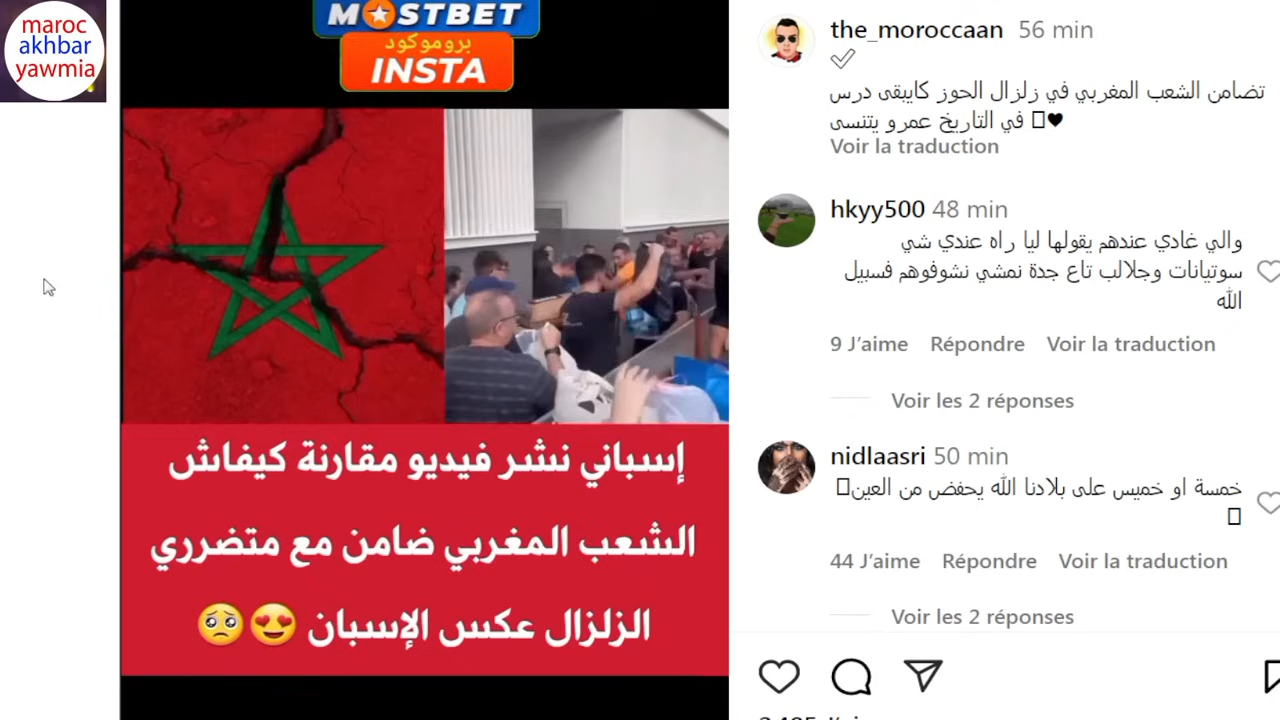 maroc
akhbar
yawmia
MOSTBET
بروموكود
INSTA
إسباني نشر فيديو مقارنة كيفاش
الشعب المغربي ضامن مع متضرري
الزلزال عكس الإسبان 😍🥺
the_moroccaan 56 min
تضامن الشعب المغربي في زلزال الحوز كايبقى درس
في التاريخ عمرو يتنسى ♥
Voir la traduction
hkyy500 48 min
والي غادي عندهم يقولها ليا راه عندي شي
سوتيانات وجلالب تاع جدة نمشي نشوفوهم فسبيل
الله
9 J’aime Répondre Voir la traduction
Voir les 2 réponses
nidlaasri 50 min
خمسة او خميس على بلادنا الله يحفض من العين
44 J’aime Répondre Voir la traduction
Voir les 2 réponses